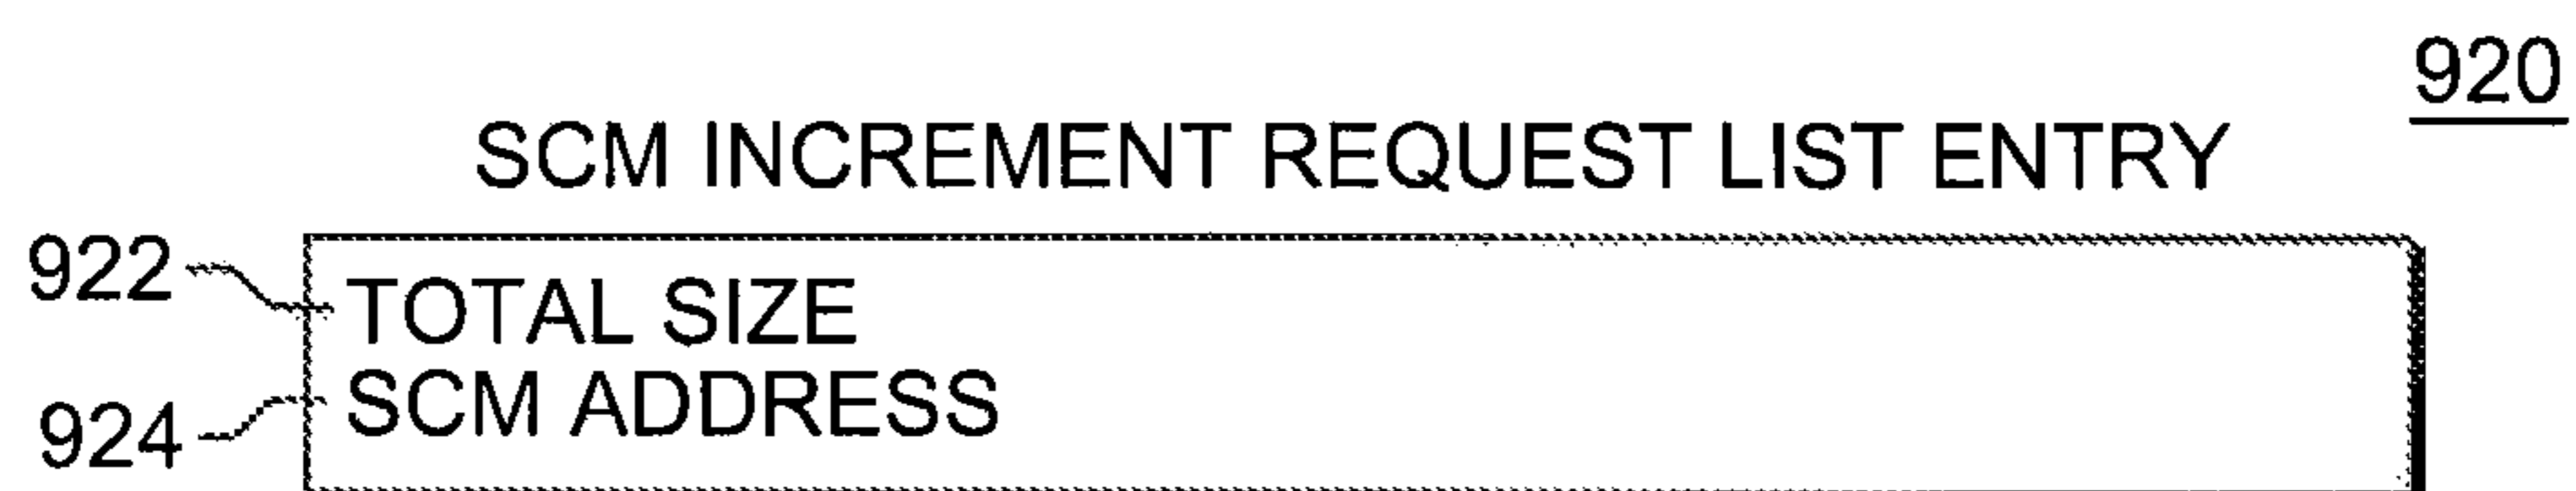 920
SCM INCREMENT REQUEST LIST ENTRY
922 TOTAL SIZE
924 SCM ADDRESS